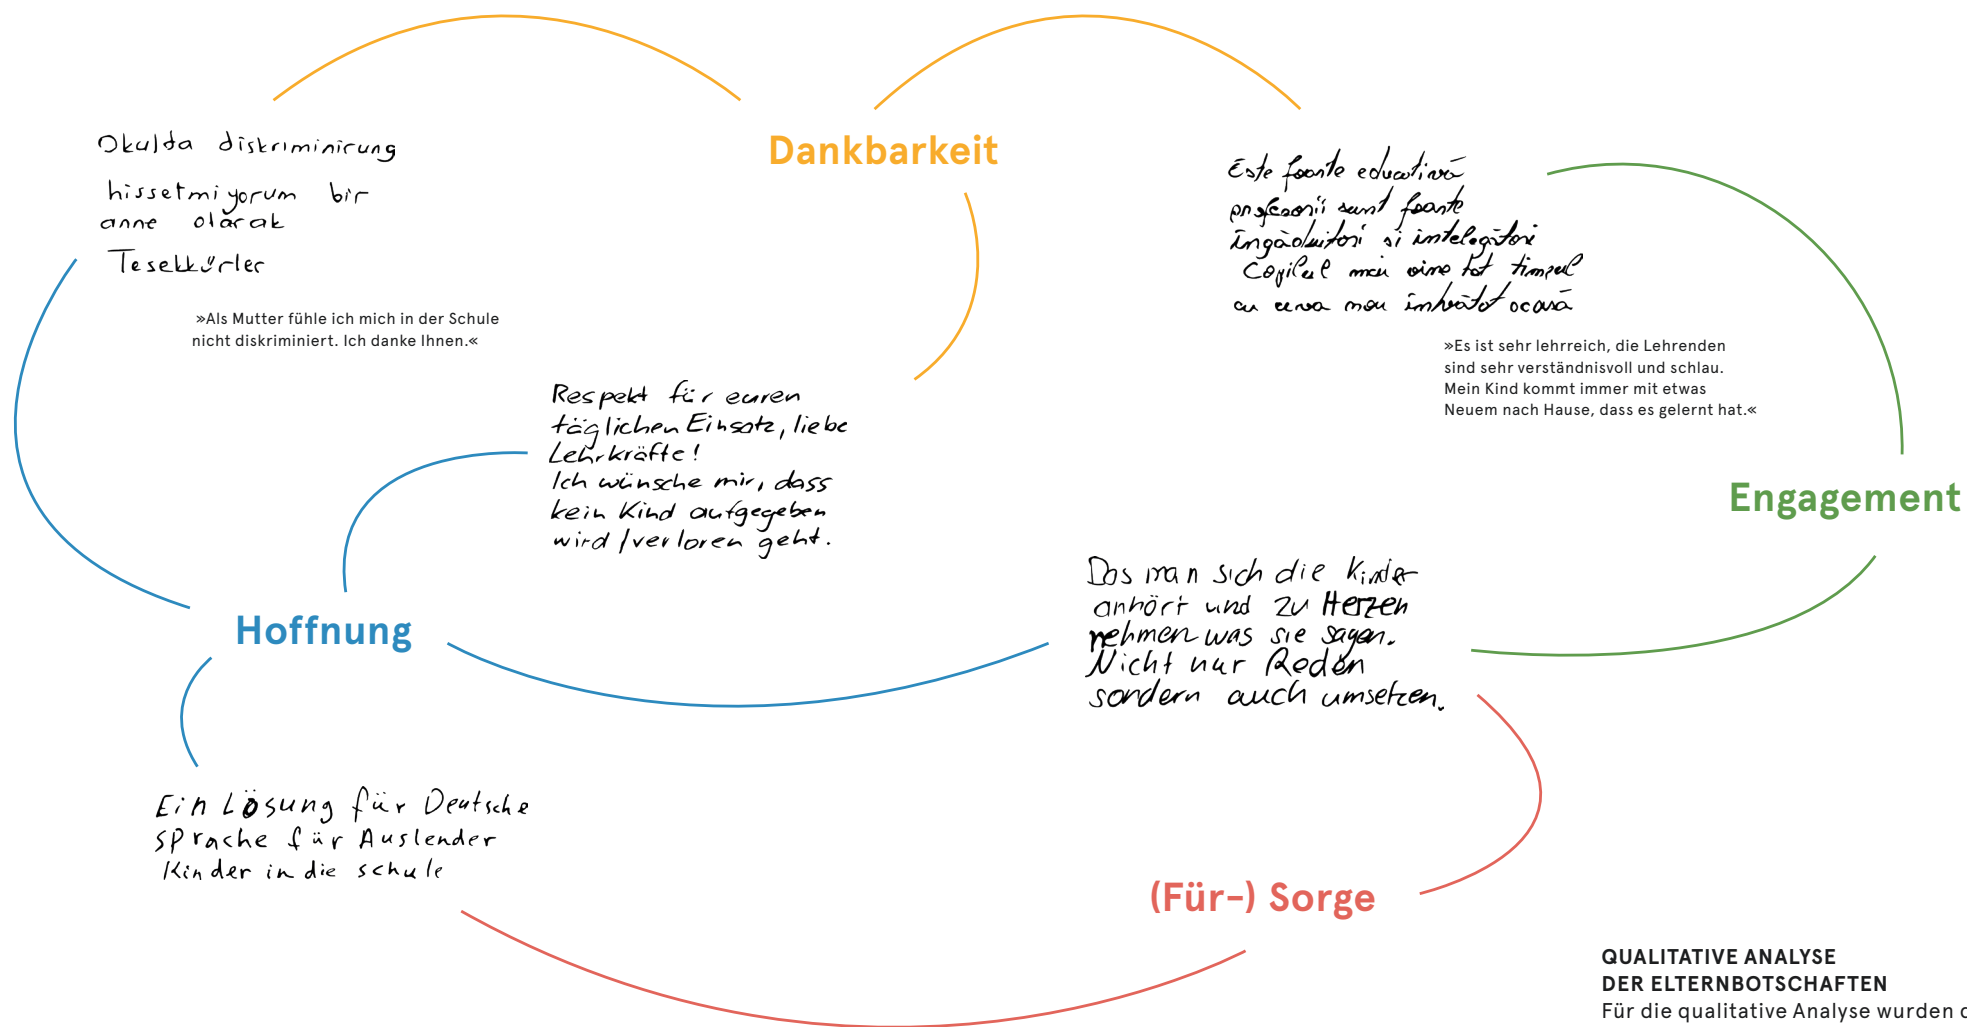 Okulda diskriminirung
hissetmiyorum bir
anne olarak
Tesekkürler
»Als Mutter fühle ich mich in der Schule
nicht diskriminiert. Ich danke Ihnen.«
Dankbarkeit
Este foarte educativă
profesorii sunt foarte
îngăduitori si intelegători
Copilul meu vine tot timpul
cu ceva nou învătat acasă
»Es ist sehr lehrreich, die Lehrenden
sind sehr verständnisvoll und schlau.
Mein Kind kommt immer mit etwas
Neuem nach Hause, dass es gelernt hat.«
Respekt für euren
täglichen Einsatz, liebe
Lehrkräfte!
Ich wünsche mir, dass
kein Kind aufgegeben
wird / verloren geht.
Engagement
Hoffnung
Das man sich die Kinder
anhört und zu Herzen
nehmen was sie sagen.
Nicht nur Reden
sondern auch umsetzen.
Ein Lösung für Deutsche
sprache für Auslender
Kinder in die schule
(Für-) Sorge
QUALITATIVE ANALYSE
DER ELTERNBOTSCHAFTEN
Für die qualitative Analyse wurden